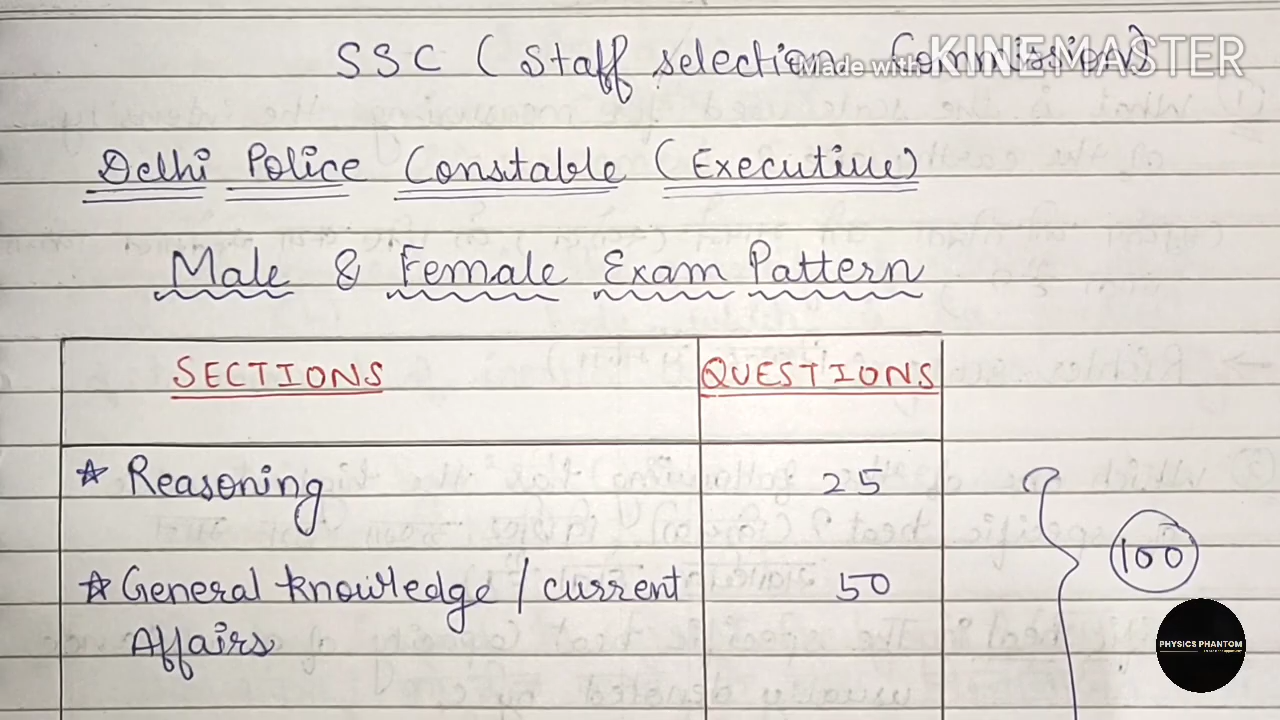 SSC (Staff selection Commission)
Made with KINEMASTER
Delhi Police Constable (Executive)
Male & Female Exam Pattern
SECTIONS QUESTIONS
☆ Reasoning 25
100
☆ General knowledge / current 50
Affairs
PHYSICS PHANTOM